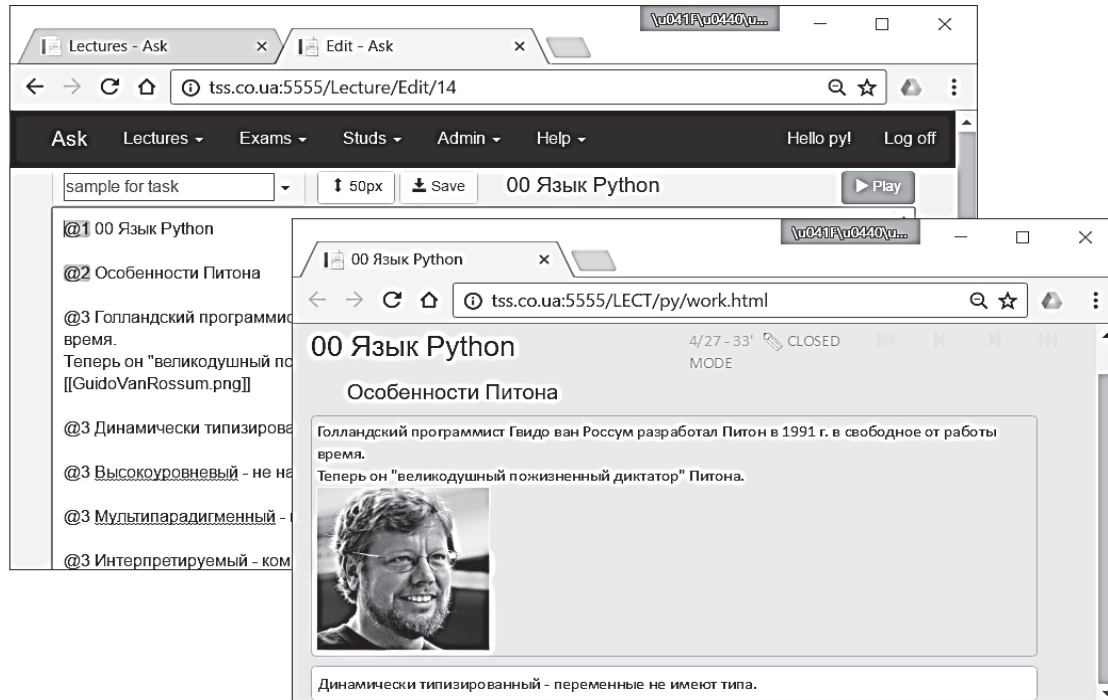 \u041F\u0440\u...
Lectures - Ask
Edit - Ask
tss.co.ua:5555/Lecture/Edit/14
Ask Lectures Exams Studs Admin Help Hello py! Log off
sample for task 50px Save 00 Язык Python Play
@1 00 Язык Python
@2 Особенности Питона
@3 Голландский программис
время.
Теперь он "великодушный по
[[GuidoVanRossum.png]]
@3 Динамически типизирова
@3 Высокоуровневый - не на
@3 Мультипарадигменный -
@3 Интерпретируемый - ком
\u041F\u0440\u...
00 Язык Python
tss.co.ua:5555/LECT/py/work.html
00 Язык Python
4/27 - 33' CLOSED
MODE
Особенности Питона
Голландский программист Гвидо ван Россум разработал Питон в 1991 г. в свободное от работы
время.
Теперь он "великодушный пожизненный диктатор" Питона.
Динамически типизированный - переменные не имеют типа.